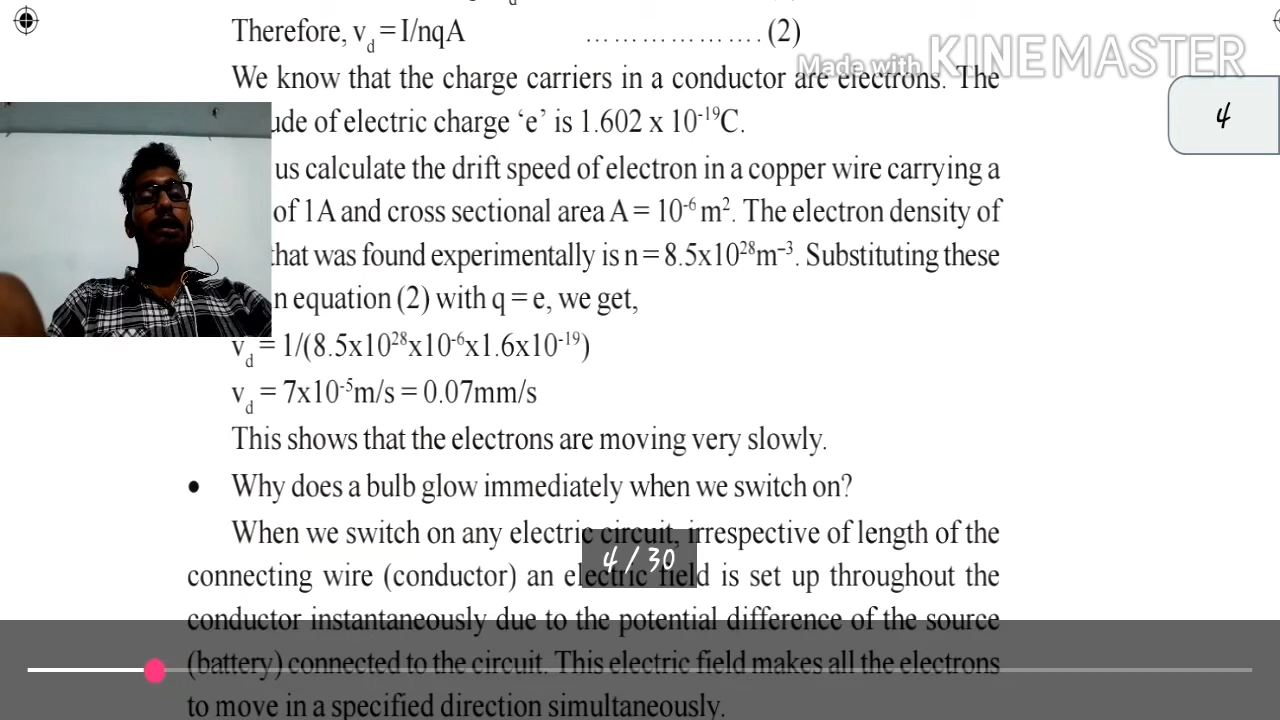 Therefore, v_d = I/nqA ………………. (2)
Made with KINEMASTER
We know that the charge carriers in a conductor are electrons. The
ude of electric charge ‘e’ is 1.602 x 10⁻¹⁹C.
4
us calculate the drift speed of electron in a copper wire carrying a
of 1A and cross sectional area A = 10⁻⁶ m². The electron density of
that was found experimentally is n = 8.5x10²⁸m⁻³. Substituting these
n equation (2) with q = e, we get,
v_d = 1/(8.5x10²⁸x10⁻⁶x1.6x10⁻¹⁹)
v_d = 7x10⁻⁵m/s = 0.07mm/s
This shows that the electrons are moving very slowly.
• Why does a bulb glow immediately when we switch on?
When we switch on any electric circuit, irrespective of length of the
4 / 30
connecting wire (conductor) an electric field is set up throughout the
conductor instantaneously due to the potential difference of the source
(battery) connected to the circuit. This electric field makes all the electrons
to move in a specified direction simultaneously.